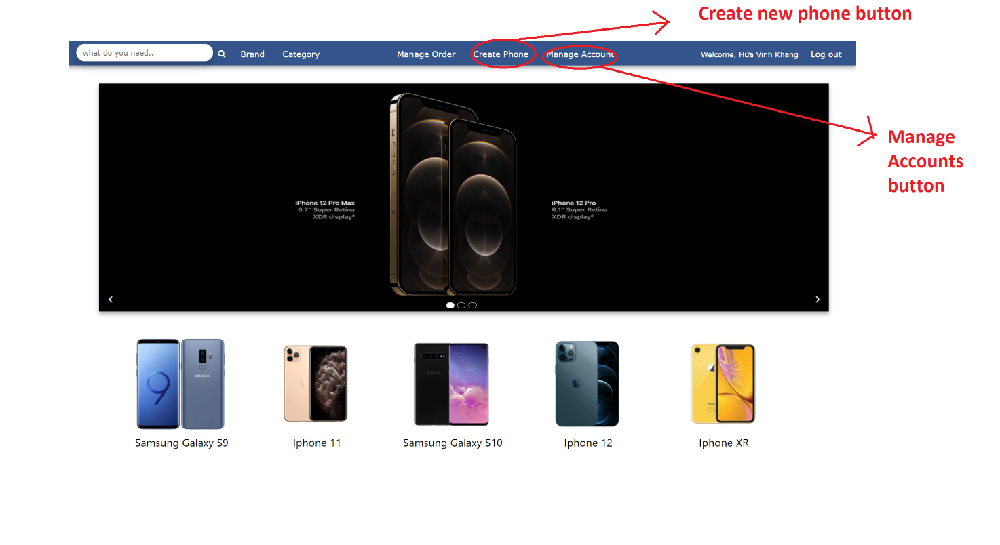 Create new phone button
what do you need...
Brand
Category
Manage Order
Create Phone
Manage Account
Welcome, Hứa Vĩnh Khang
Log out
Manage
Accounts
button
iPhone 12 Pro Max
6.7” Super Retina
XDR display²
iPhone 12 Pro
6.1” Super Retina
XDR display²
9
SAMSUNG
Samsung Galaxy S9
Iphone 11
Samsung Galaxy S10
Iphone 12
Iphone XR